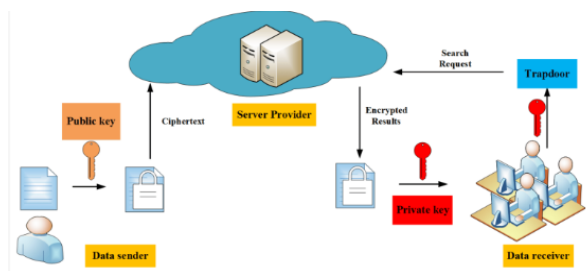 Search
Request
Trapdoor
Public key
Ciphertext
Server Provider
Encrypted
Results
Private key
Data sender
Data receiver